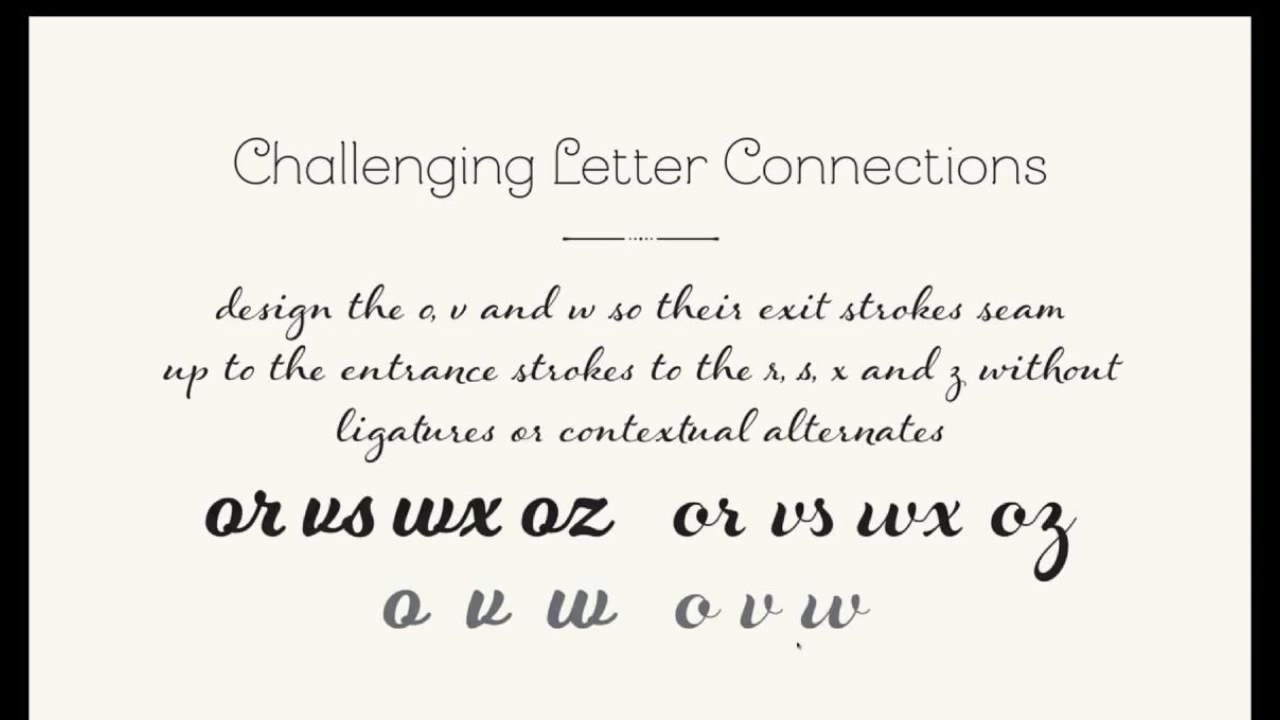 Challenging Letter Connections
design the o, v and w so their exit strokes seam
up to the entrance strokes to the r, s, x and z without
ligatures or contextual alternates
or vs wx oz or vs wx oz
o v w o v w